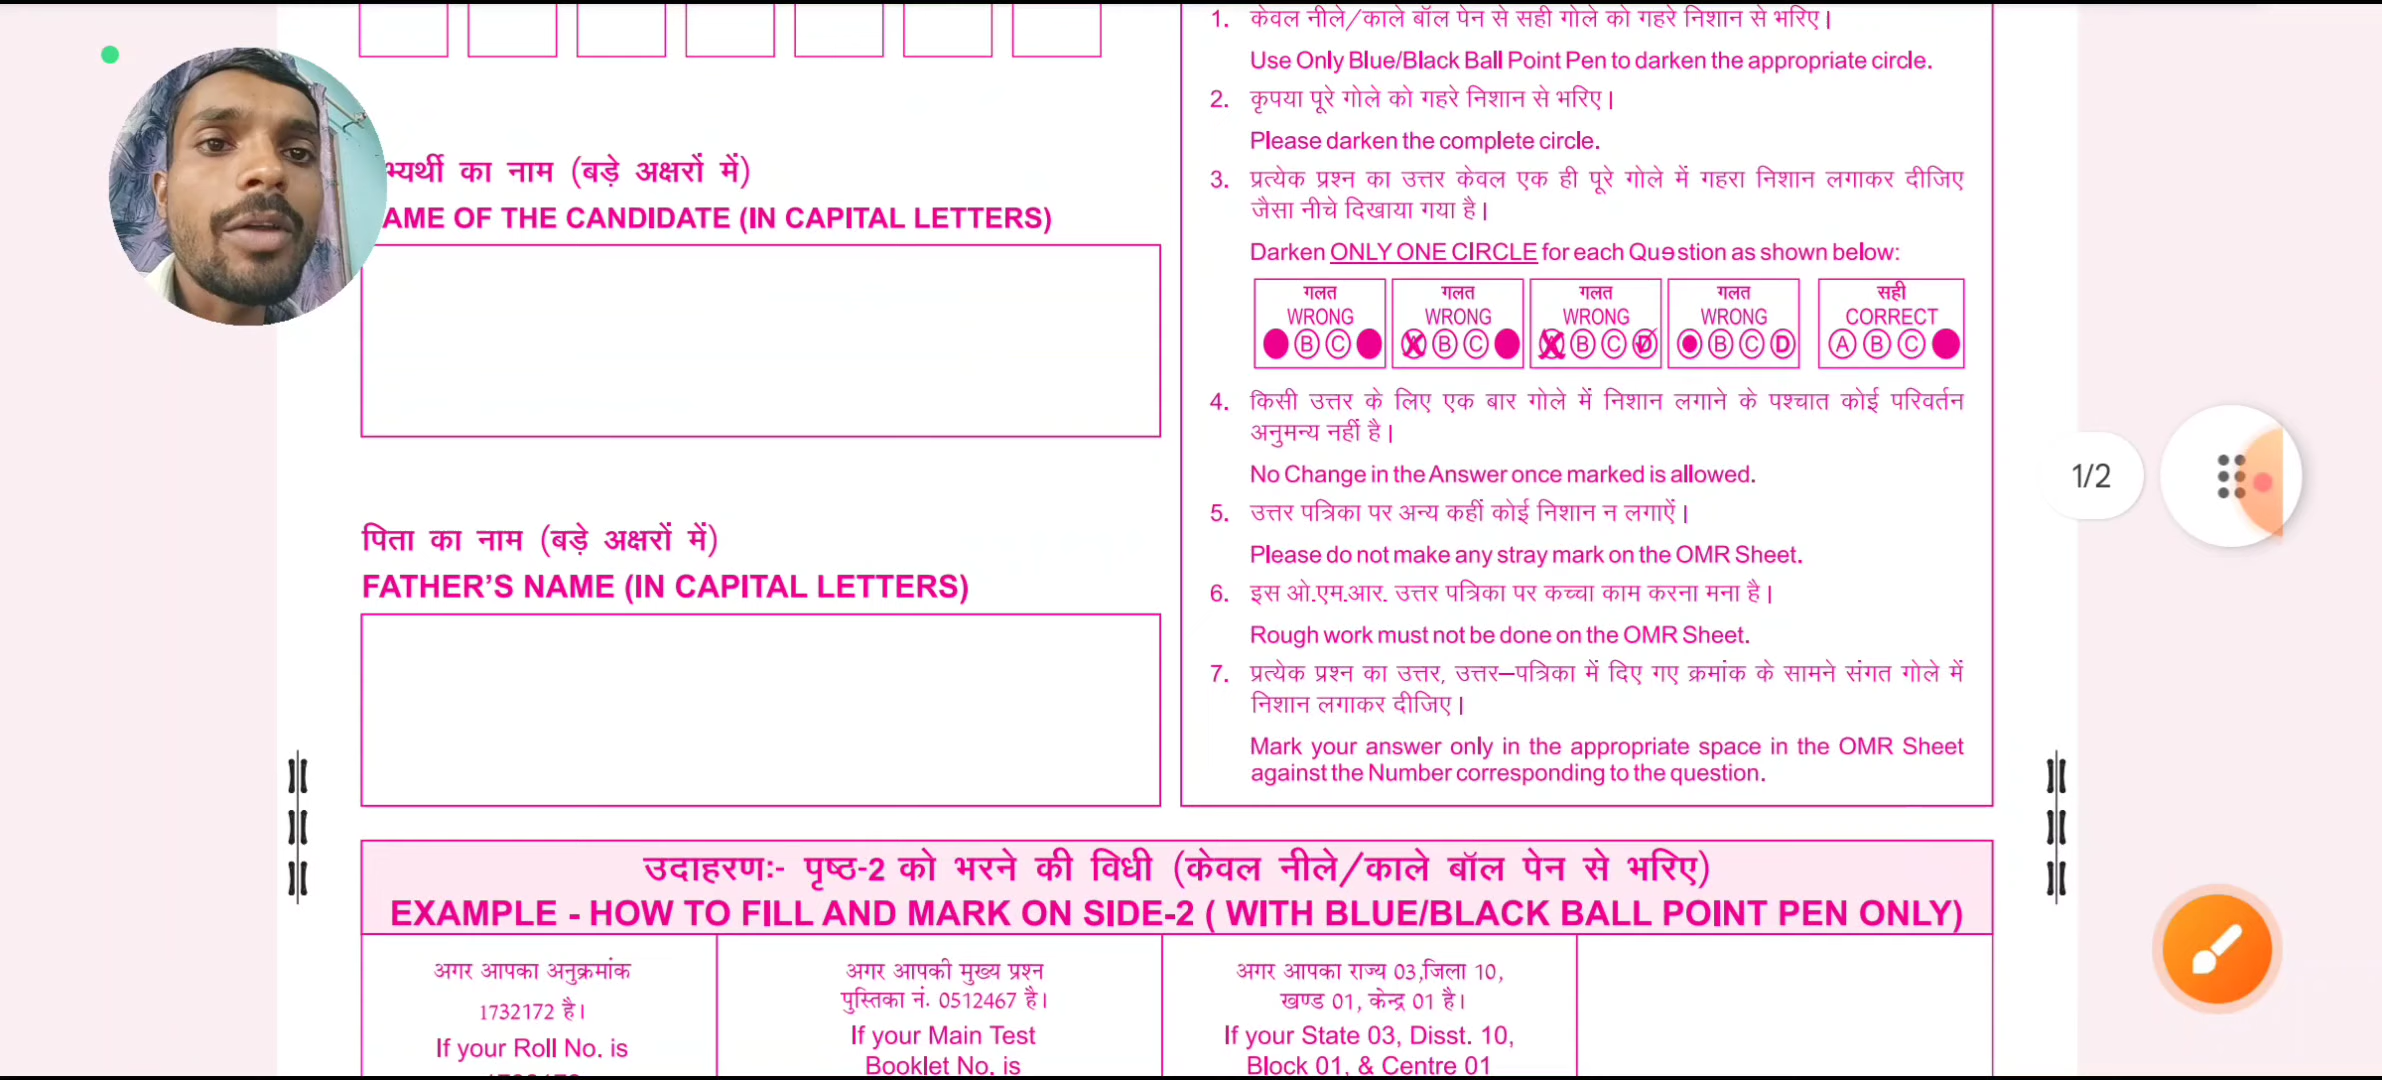 भ्यर्थी का नाम (बड़े अक्षरों में)
AME OF THE CANDIDATE (IN CAPITAL LETTERS)
पिता का नाम (बड़े अक्षरों में)
FATHER'S NAME (IN CAPITAL LETTERS)
1. केवल नीले/काले बॉल पेन से सही गोले को गहरे निशान से भरिए।
Use Only Blue/Black Ball Point Pen to darken the appropriate circle.
2. कृपया पूरे गोले को गहरे निशान से भरिए।
Please darken the complete circle.
3. प्रत्येक प्रश्न का उत्तर केवल एक ही पूरे गोले में गहरा निशान लगाकर दीजिए
जैसा नीचे दिखाया गया है।
Darken ONLY ONE CIRCLE for each Question as shown below:
गलत गलत गलत गलत सही
WRONG WRONG WRONG WRONG CORRECT
B C A B C A B C D B C D A B C
4. किसी उत्तर के लिए एक बार गोले में निशान लगाने के पश्चात कोई परिवर्तन
अनुमन्य नहीं है।
No Change in the Answer once marked is allowed.
5. उत्तर पत्रिका पर अन्य कहीं कोई निशान न लगाऐं।
Please do not make any stray mark on the OMR Sheet.
6. इस ओ.एम.आर. उत्तर पत्रिका पर कच्चा काम करना मना है।
Rough work must not be done on the OMR Sheet.
7. प्रत्येक प्रश्न का उत्तर, उत्तर–पत्रिका में दिए गए क्रमांक के सामने संगत गोले में
निशान लगाकर दीजिए।
Mark your answer only in the appropriate space in the OMR Sheet
against the Number corresponding to the question.
1/2
उदाहरणः- पृष्ठ-2 को भरने की विधी (केवल नीले/काले बॉल पेन से भरिए)
EXAMPLE - HOW TO FILL AND MARK ON SIDE-2 ( WITH BLUE/BLACK BALL POINT PEN ONLY)
अगर आपका अनुक्रमांक
1732172 है।
If your Roll No. is
अगर आपकी मुख्य प्रश्न
पुस्तिका नं. 0512467 है।
If your Main Test
Booklet No. is
अगर आपका राज्य 03,जिला 10,
खण्ड 01, केन्द्र 01 है।
If your State 03, Disst. 10,
Block 01, & Centre 01